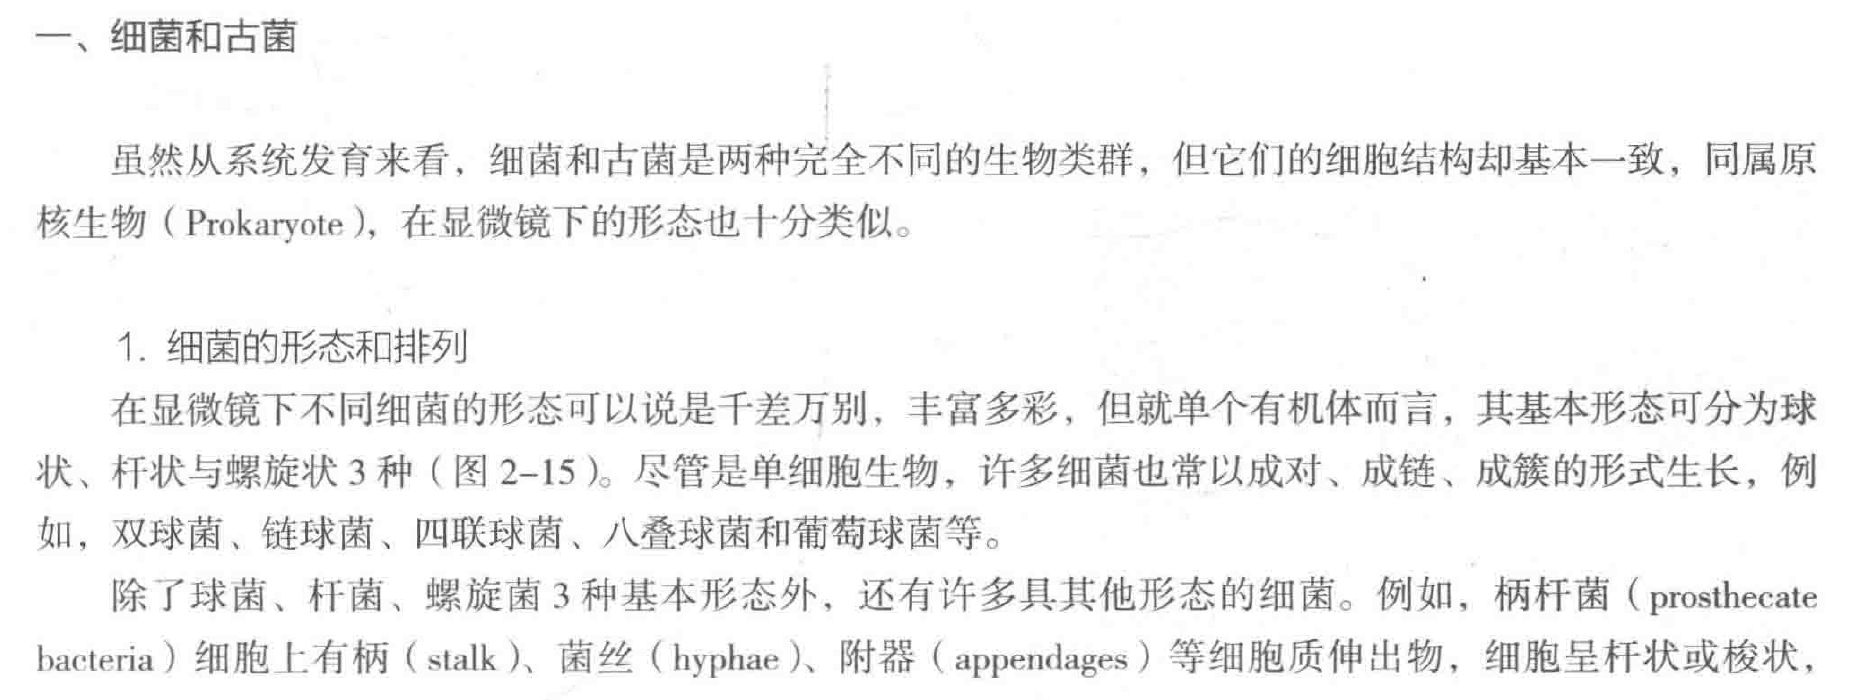 一、细菌和古菌
虽然从系统发育来看，细菌和古菌是两种完全不同的生物类群，但它们的细胞结构却基本一致，同属原
核生物（Prokaryote），在显微镜下的形态也十分类似。
1. 细菌的形态和排列
在显微镜下不同细菌的形态可以说是千差万别，丰富多彩，但就单个有机体而言，其基本形态可分为球
状、杆状与螺旋状 3 种（图 2-15）。尽管是单细胞生物，许多细菌也常以成对、成链、成簇的形式生长，例
如，双球菌、链球菌、四联球菌、八叠球菌和葡萄球菌等。
除了球菌、杆菌、螺旋菌 3 种基本形态外，还有许多具其他形态的细菌。例如，柄杆菌（prosthecate
bacteria）细胞上有柄（stalk）、菌丝（hyphae）、附器（appendages）等细胞质伸出物，细胞呈杆状或梭状，